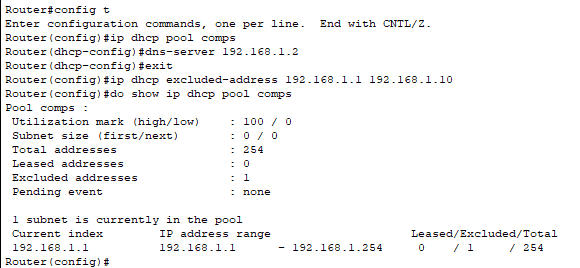 Router#config t
Enter configuration commands, one per line.  End with CNTL/Z.
Router(config)#ip dhcp pool comps
Router(dhcp-config)#dns-server 192.168.1.2
Router(dhcp-config)#exit
Router(config)#ip dhcp excluded-address 192.168.1.1 192.168.1.10
Router(config)#do show ip dhcp pool comps
Pool comps :
 Utilization mark (high/low)    : 100 / 0
 Subnet size (first/next)       : 0 / 0
 Total addresses                : 254
 Leased addresses               : 0
 Excluded addresses             : 1
 Pending event                  : none
 1 subnet is currently in the pool
 Current index        IP address range                    Leased/Excluded/Total
 192.168.1.1          192.168.1.1      - 192.168.1.254    0    / 1     / 254
Router(config)#